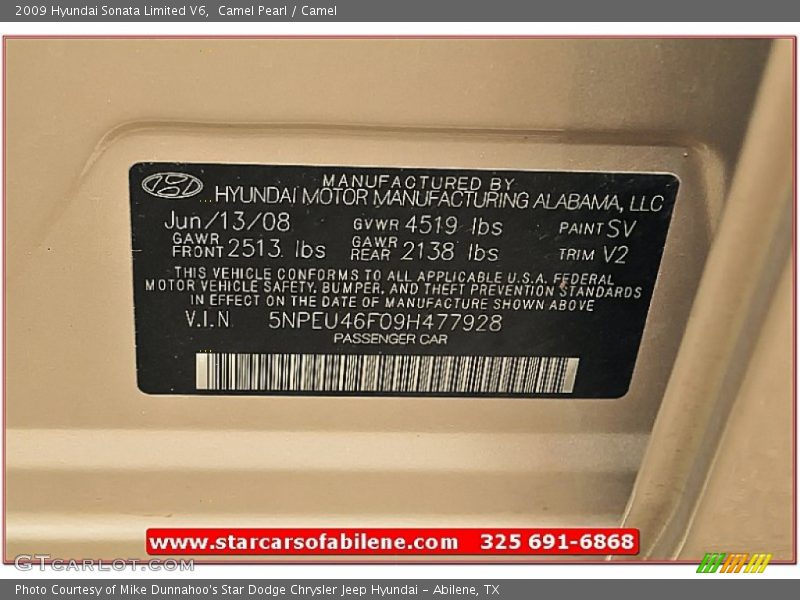 2009 Hyundai Sonata Limited V6, Camel Pearl / Camel
MANUFACTURED BY
HYUNDAI MOTOR MANUFACTURING ALABAMA, LLC
Jun/13/08 GVWR 4519 lbs PAINT SV
GAWR FRONT 2513 lbs GAWR REAR 2138 lbs TRIM V2
THIS VEHICLE CONFORMS TO ALL APPLICABLE U.S.A. FEDERAL
MOTOR VEHICLE SAFETY, BUMPER, AND THEFT PREVENTION STANDARDS
IN EFFECT ON THE DATE OF MANUFACTURE SHOWN ABOVE
V.I.N 5NPEU46F09H477928
PASSENGER CAR
www.starcarsofabilene.com 325 691-6868
GTCARLOT.COM
Photo Courtesy of Mike Dunnahoo's Star Dodge Chrysler Jeep Hyundai - Abilene, TX